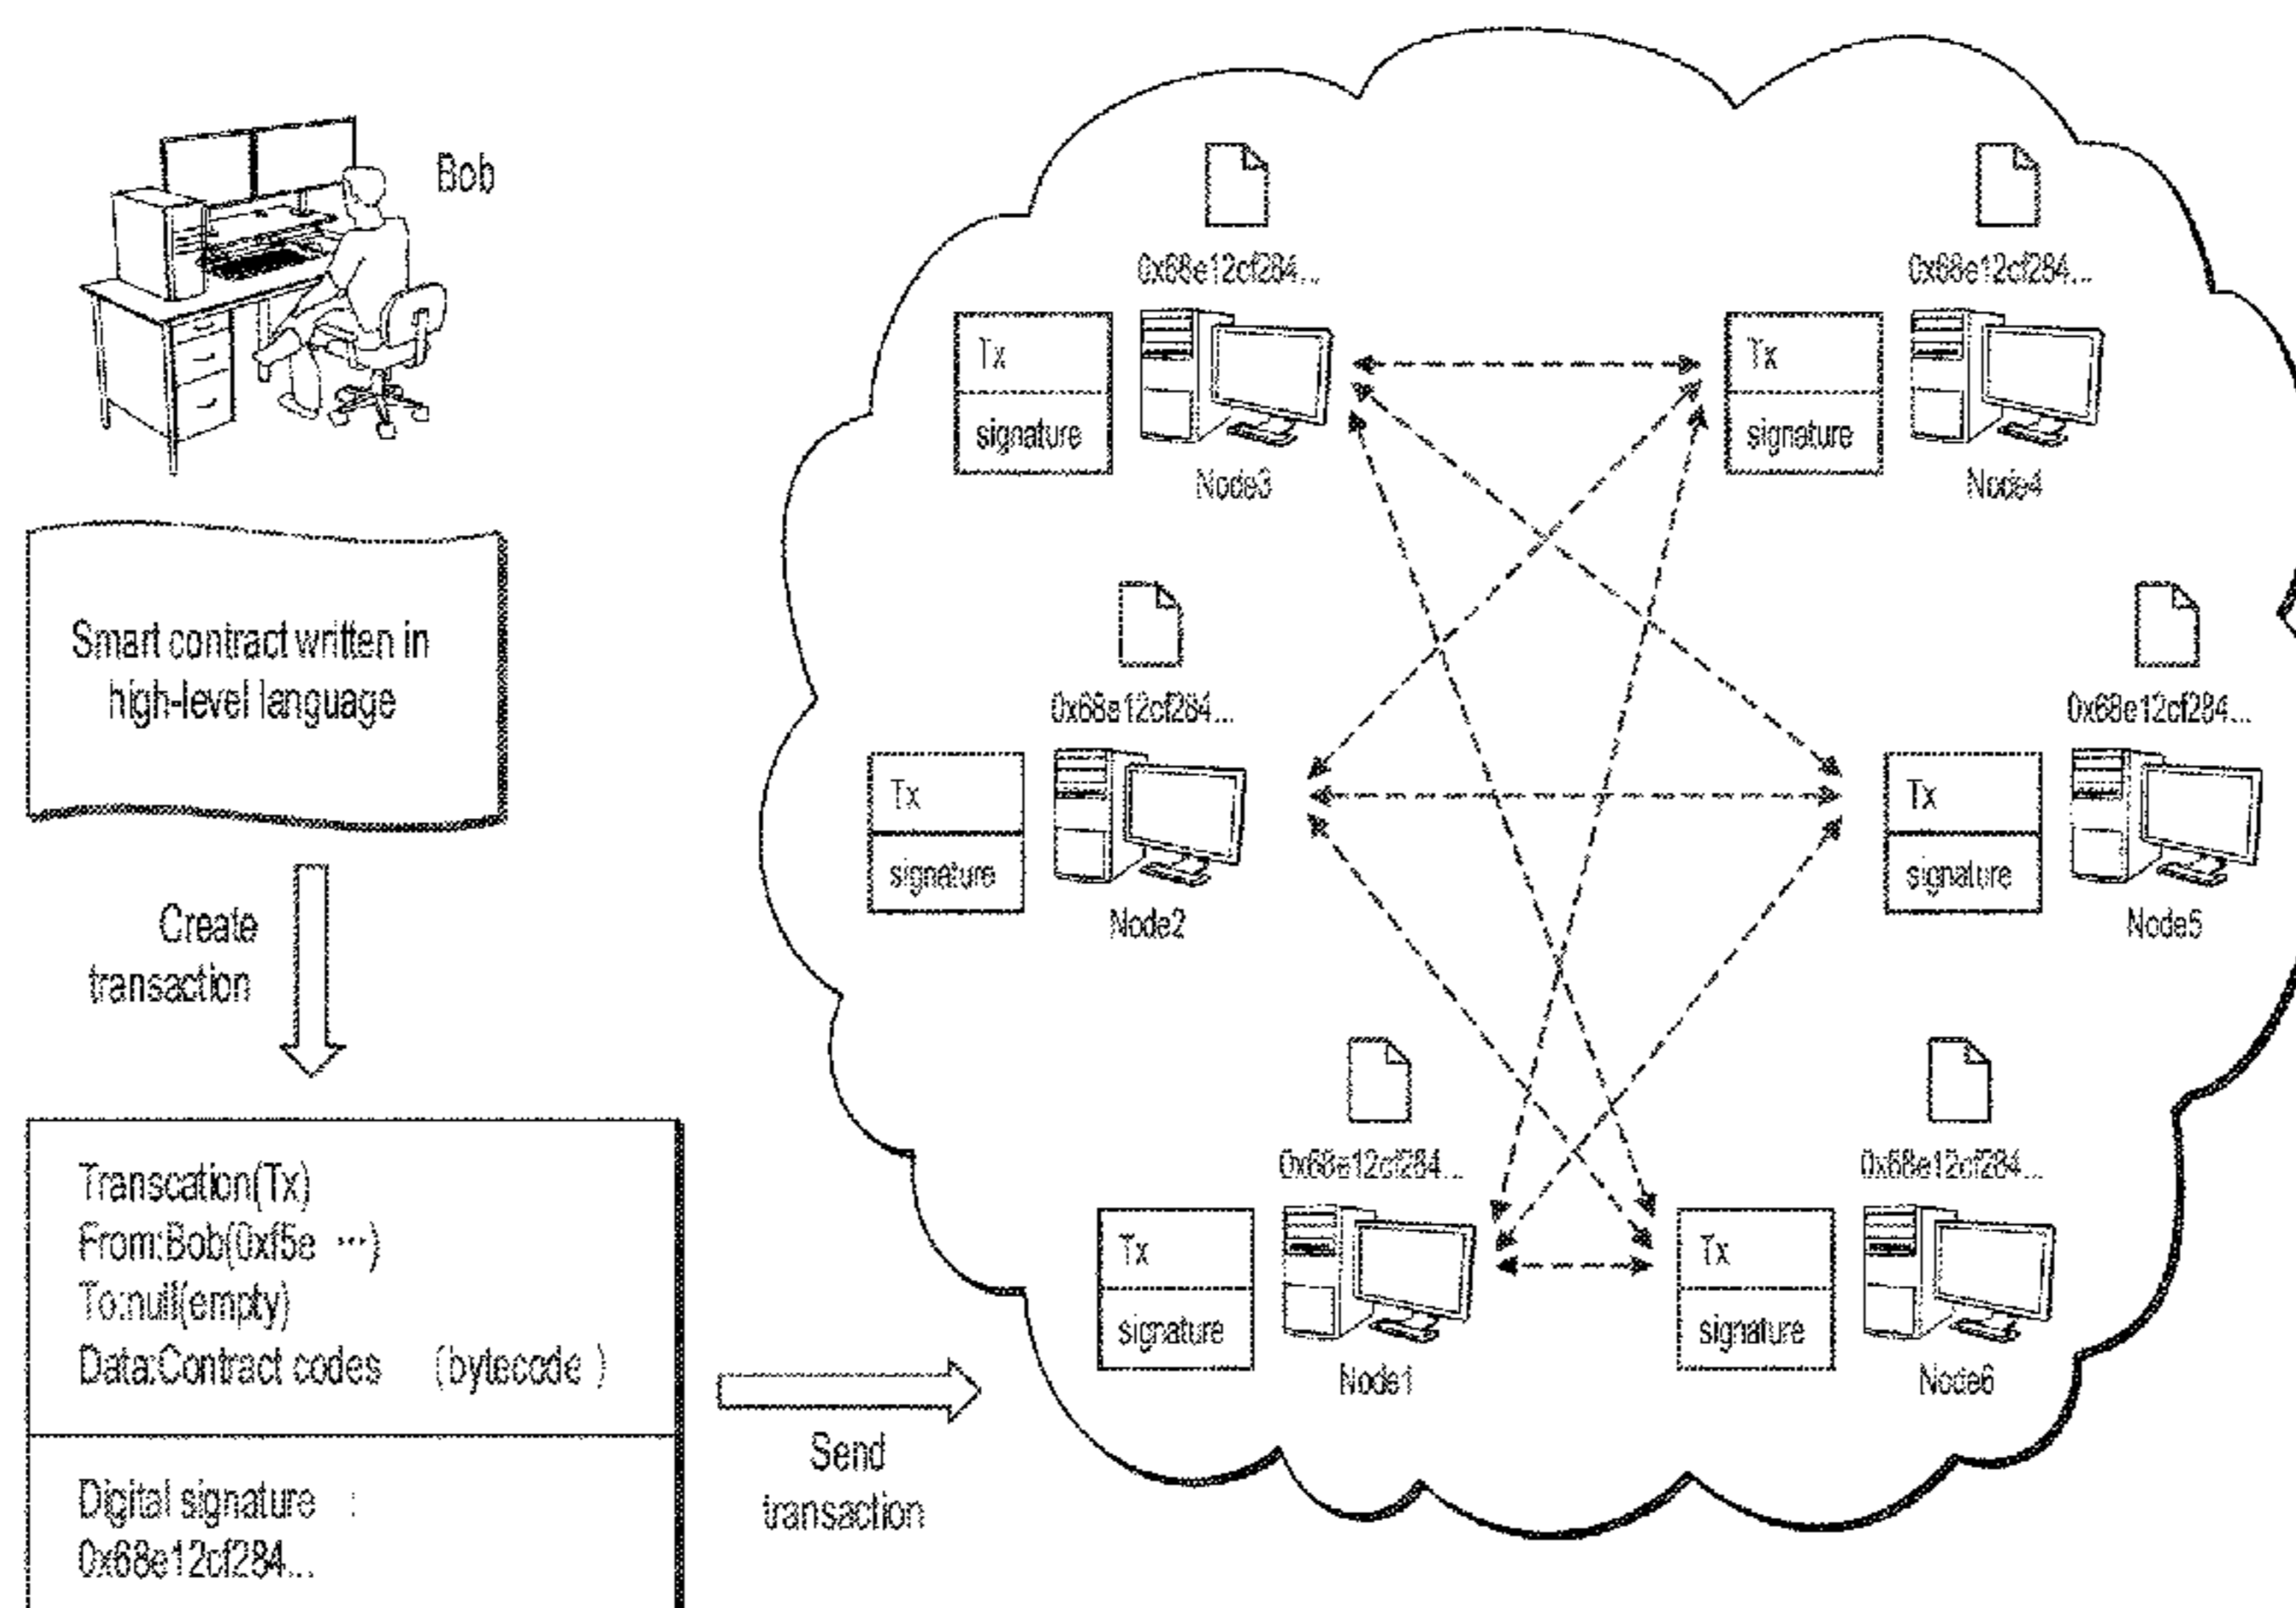 Bob
Smart contract written in
high-level language
Create
transaction
Transcation(Tx)
From:Bob(0xf5e ···)
To:null(empty)
Data:Contract codes (bytecode )
Digital signature :
0x68e12cf284...
Send
transaction
0x68e12cf284...
Tx
signature
Node3
0x68e12cf284...
Tx
signature
Node4
0x68e12cf284...
Tx
signature
Node2
0x68e12cf284...
Tx
signature
Node5
0x68e12cf284...
Tx
signature
Node1
0x68e12cf284...
Tx
signature
Node6